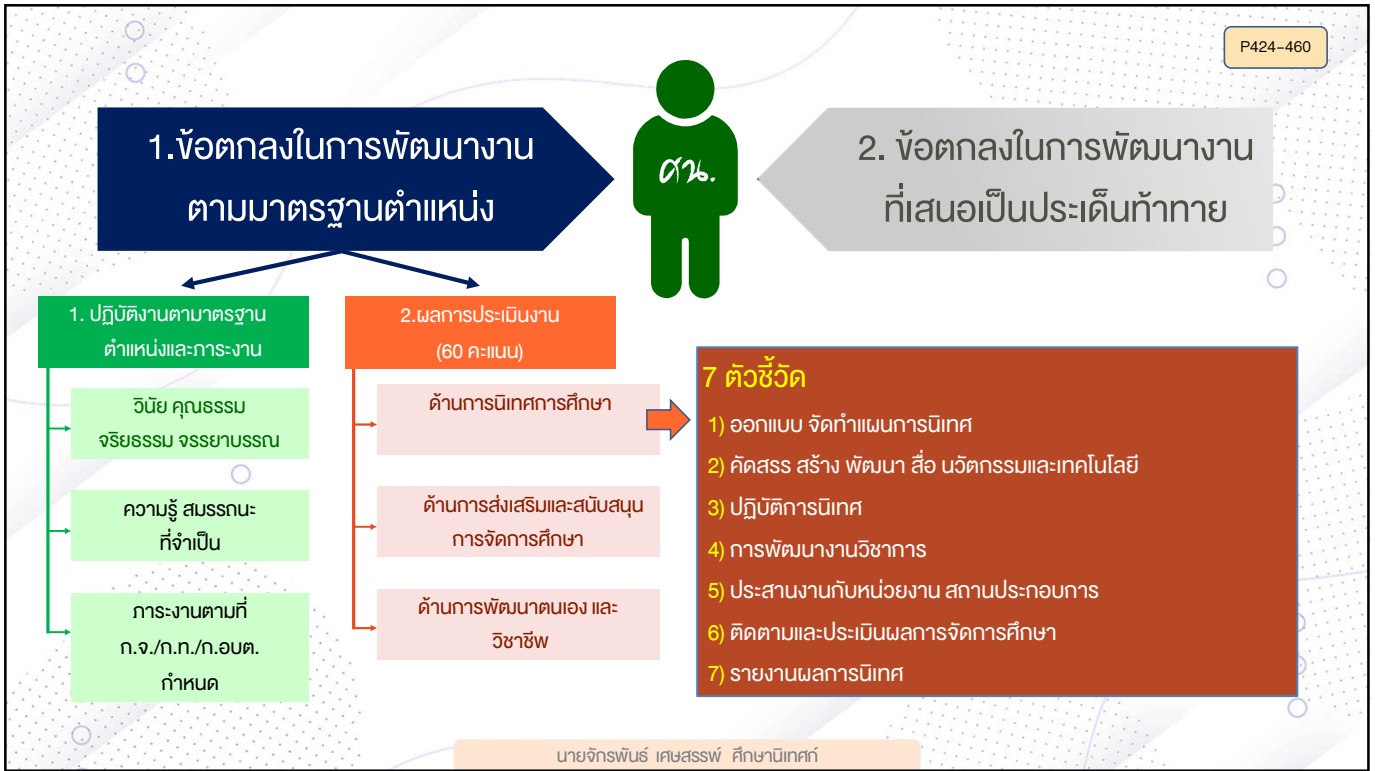 P424-460
1.ข้อตกลงในการพัฒนางาน
ตามมาตรฐานตำแหน่ง
ศน.
2. ข้อตกลงในการพัฒนางาน
ที่เสนอเป็นประเด็นท้าทาย
1. ปฏิบัติงานตามาตรฐาน
ตำแหน่งและภาระงาน
วินัย คุณธรรม
จริยธรรม จรรยาบรรณ
ความรู้ สมรรถนะ
ที่จำเป็น
ภาระงานตามที่
ก.จ./ก.ท./ก.อบต.
กำหนด
2.ผลการประเมินงาน
(60 คะแนน)
ด้านการนิเทศการศึกษา
ด้านการส่งเสริมและสนับสนุน
การจัดการศึกษา
ด้านการพัฒนาตนเอง และ
วิชาชีพ
7 ตัวชี้วัด
1) ออกแบบ จัดทำแผนการนิเทศ
2) คัดสรร สร้าง พัฒนา สื่อ นวัตกรรมและเทคโนโลยี
3) ปฏิบัติการนิเทศ
4) การพัฒนางานวิชาการ
5) ประสานงานกับหน่วยงาน สถานประกอบการ
6) ติดตามและประเมินผลการจัดการศึกษา
7) รายงานผลการนิเทศ
นายจักรพันธ์ เศษสรรพ์ ศึกษานิเทศก์